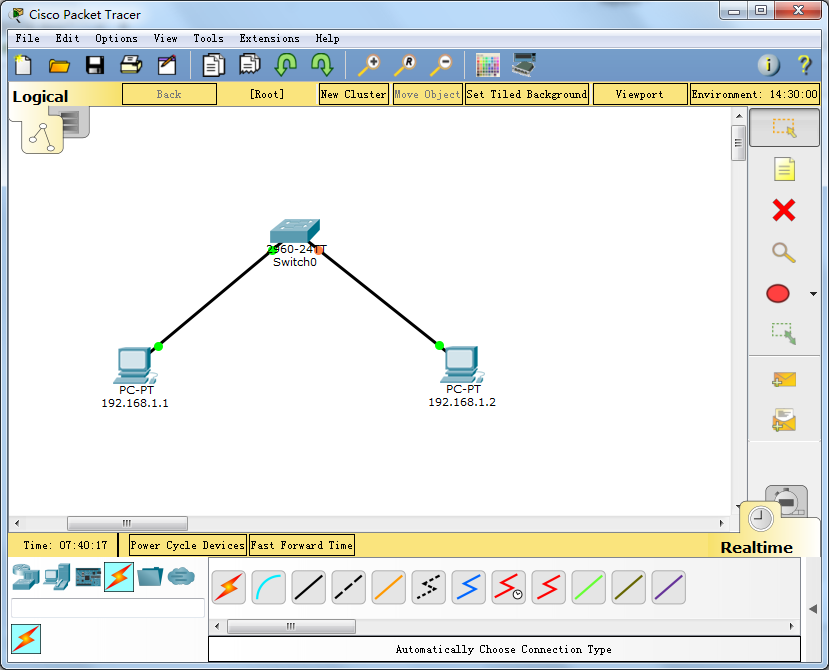 Cisco Packet Tracer
File Edit Options View Tools Extensions Help
Logical
Back
[Root]
New Cluster
Move Object
Set Tiled Background
Viewport
Environment: 14:30:00
2960-24TT
Switch0
PC-PT
192.168.1.1
PC-PT
192.168.1.2
Time: 07:40:17
Power Cycle Devices
Fast Forward Time
Realtime
Automatically Choose Connection Type